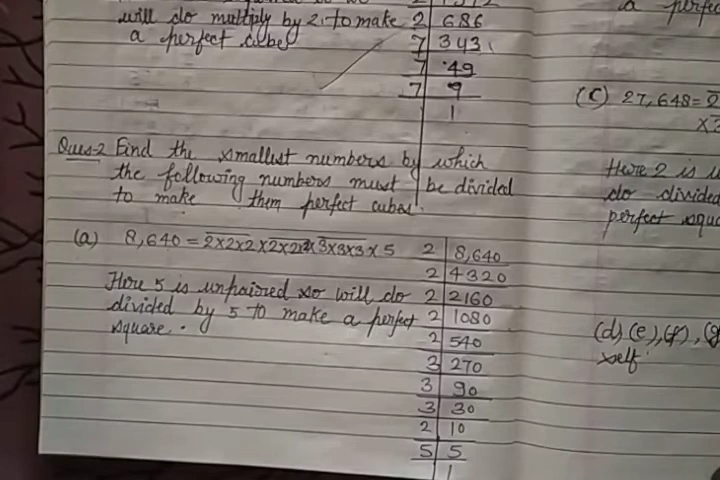 will do multiply by 2 to make
a perfect cube
2 686
7 343
7 49
7 9
1
Ques-2 Find the smallest numbers by which
the following numbers must be divided
to make them perfect cubes.
(a) 8,640 = 2x2x2x2x2x2x3x3x3x5
Here 5 is unpaired so will do
divided by 5 to make a perfect
square.
2 8,640
2 4320
2 2160
2 1080
2 540
3 270
3 90
3 30
2 10
5 5
1
a perfec
(c) 27,648 = 2
Here 2 is u
do divided
perfect squa
(d), (e), (f), (g
self